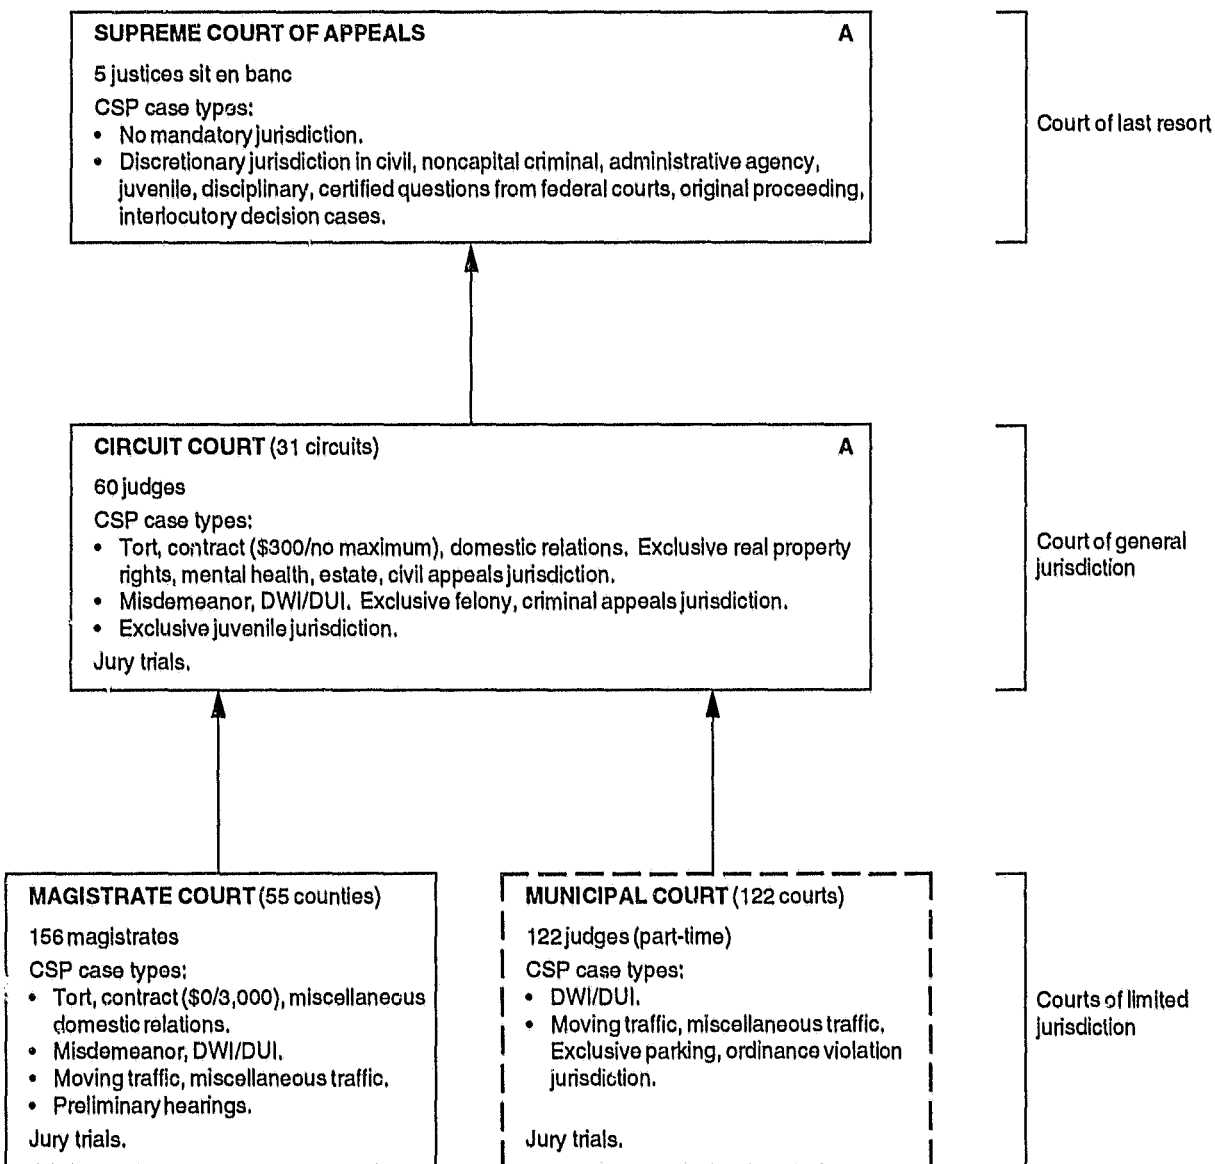 SUPREME COURT OF APPEALS A
5 justices sit en banc
CSP case types:
• No mandatory jurisdiction.
• Discretionary jurisdiction in civil, noncapital criminal, administrative agency,
juvenile, disciplinary, certified questions from federal courts, original proceeding,
interlocutory decision cases.
Court of last resort
CIRCUIT COURT (31 circuits) A
60 judges
CSP case types:
• Tort, contract ($300/no maximum), domestic relations. Exclusive real property
rights, mental health, estate, civil appeals jurisdiction.
• Misdemeanor, DWI/DUI. Exclusive felony, criminal appeals jurisdiction.
• Exclusive juvenile jurisdiction.
Jury trials.
Court of general
jurisdiction
MAGISTRATE COURT (55 counties)
156 magistrates
CSP case types:
• Tort, contract ($0/3,000), miscellaneous
domestic relations.
• Misdemeanor, DWI/DUI.
• Moving traffic, miscellaneous traffic.
• Preliminary hearings.
Jury trials.
MUNICIPAL COURT (122 courts)
122 judges (part-time)
CSP case types:
• DWI/DUI.
• Moving traffic, miscellaneous traffic.
Exclusive parking, ordinance violation
jurisdiction.
Jury trials.
Courts of limited
jurisdiction